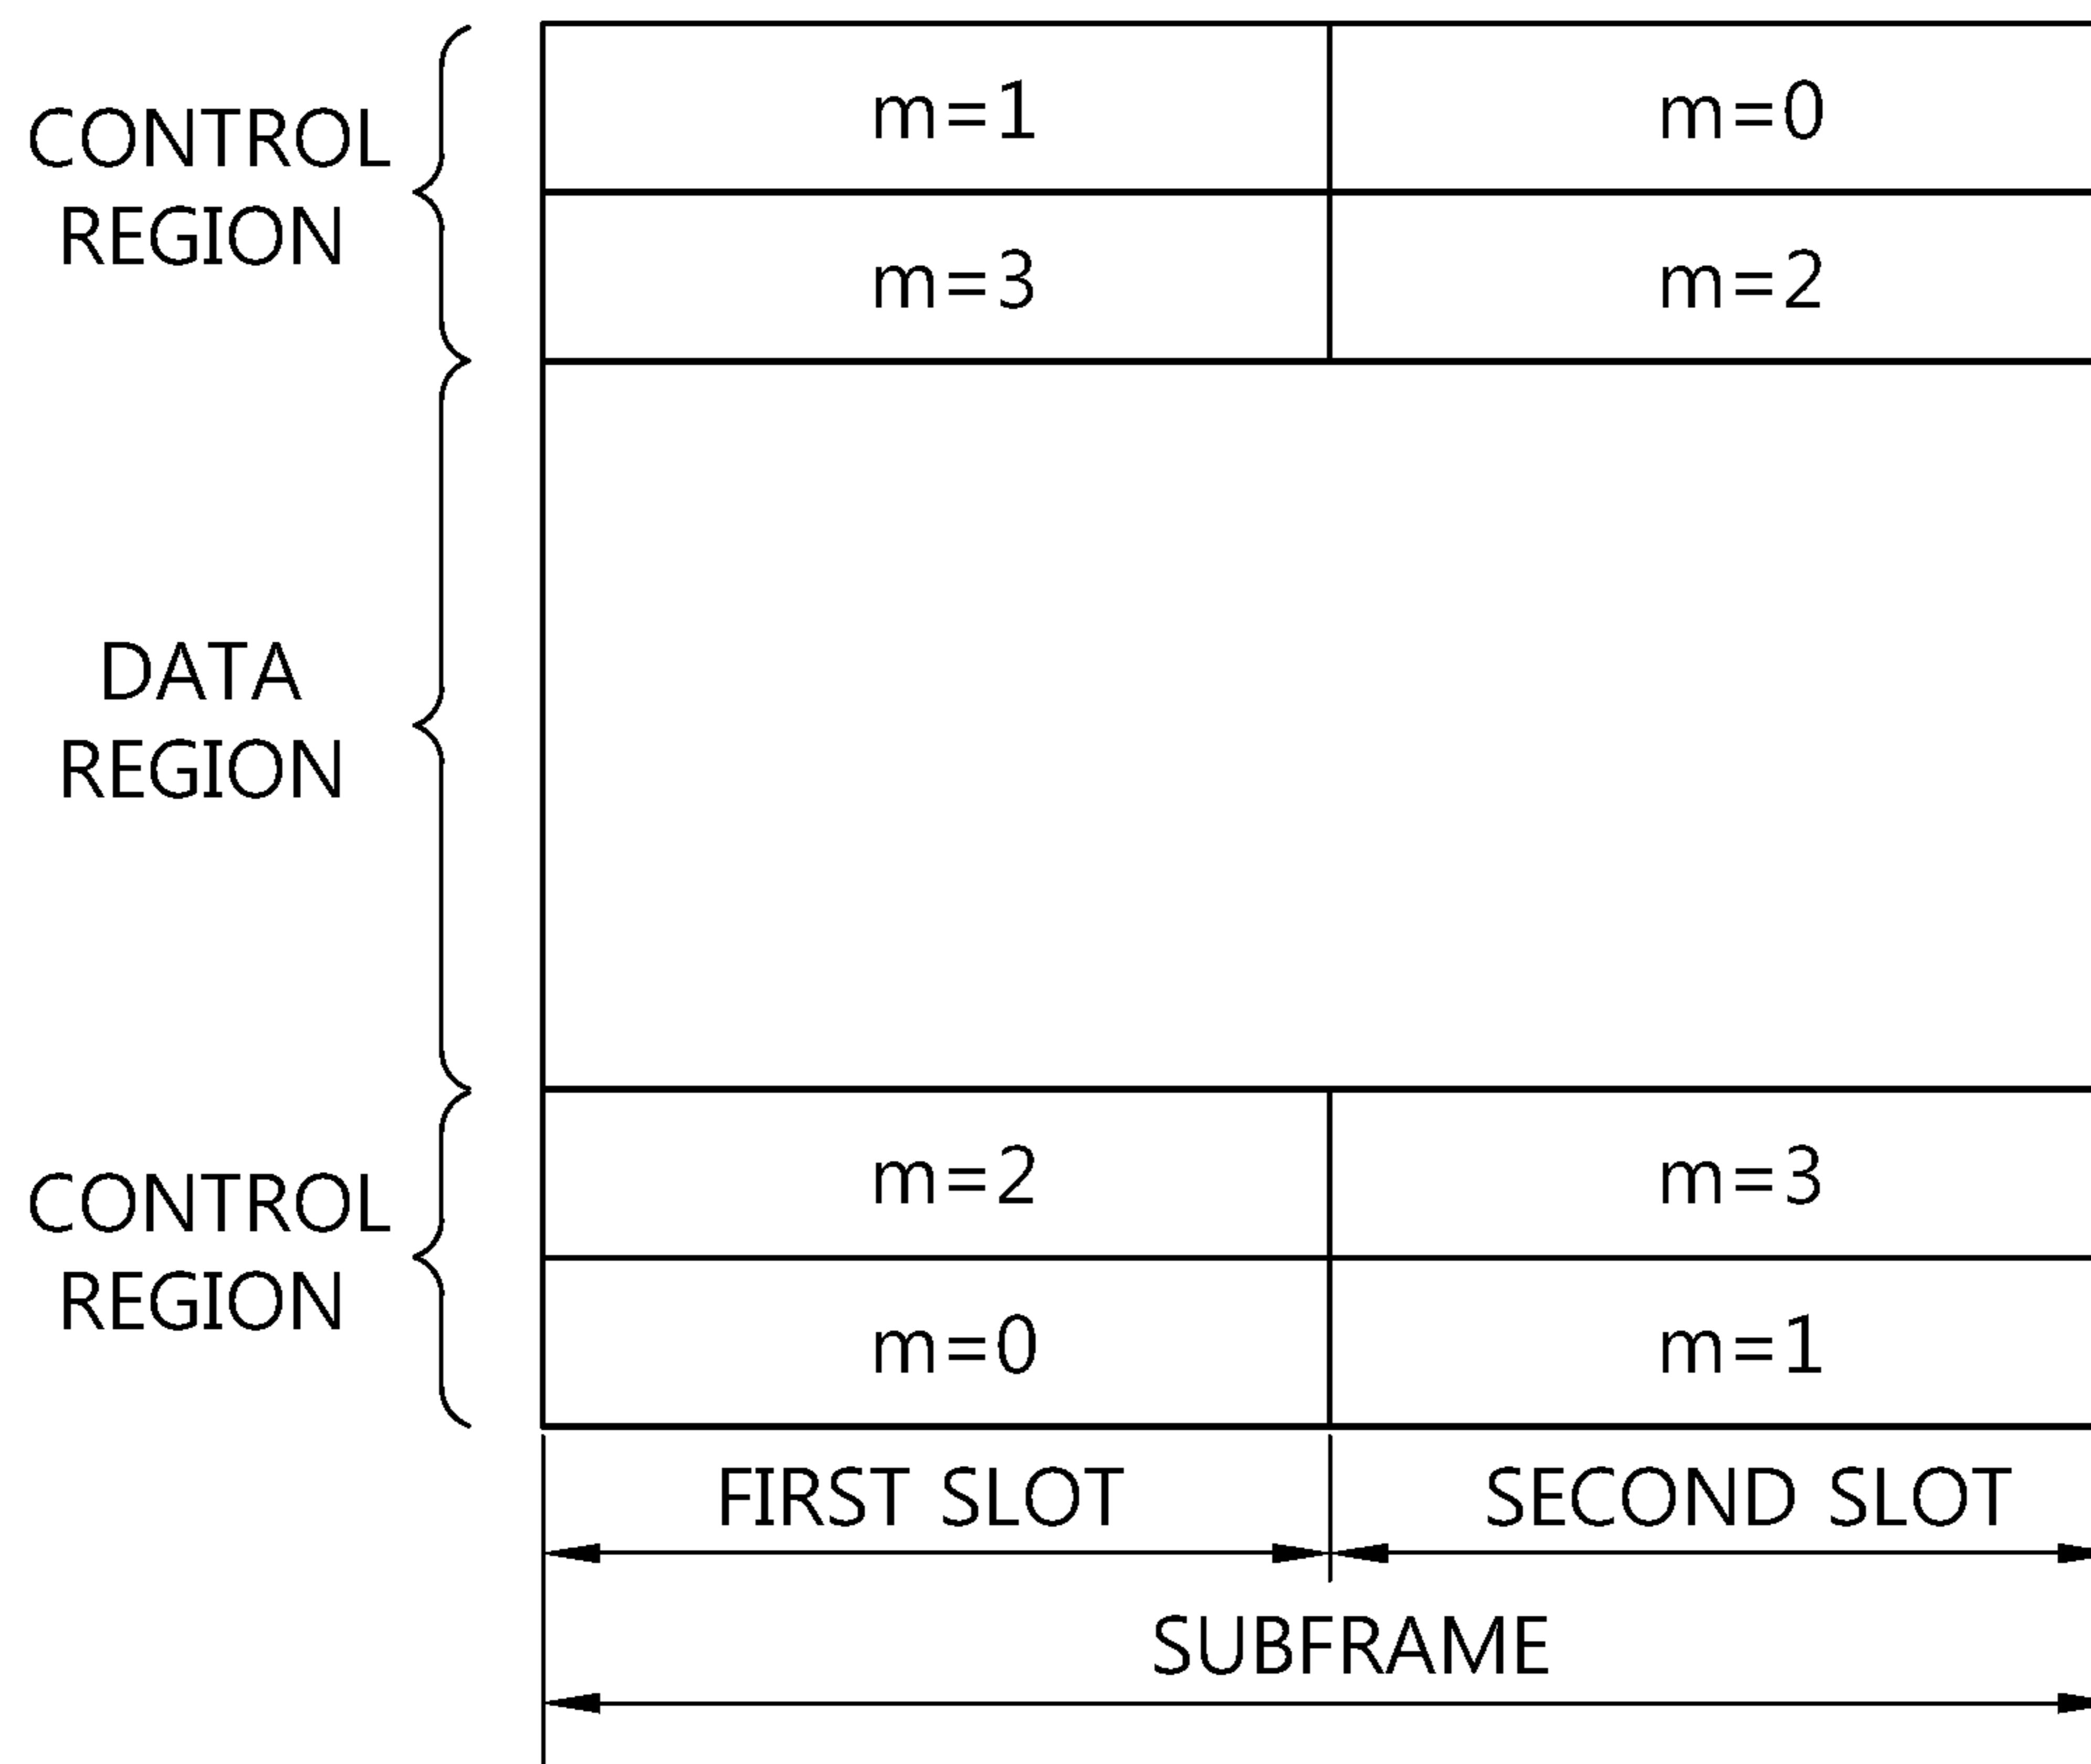 CONTROL
REGION
m=1
m=0
m=3
m=2
DATA
REGION
CONTROL
REGION
m=2
m=3
m=0
m=1
FIRST SLOT
SECOND SLOT
SUBFRAME